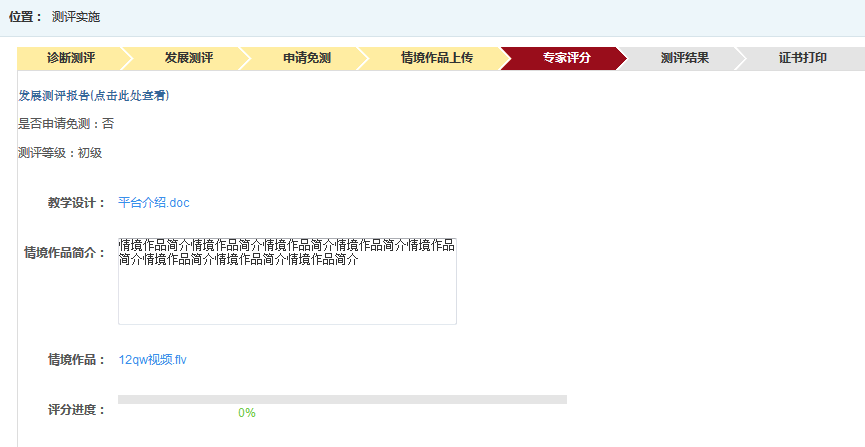 位置： 测评实施
诊断测评 发展测评 申请免测 情境作品上传 专家评分 测评结果 证书打印
发展测评报告(点击此处查看)
是否申请免测：否
测评等级：初级
教学设计： 平台介绍.doc
情境作品简介： 情境作品简介情境作品简介情境作品简介情境作品简介情境作品
简介情境作品简介情境作品简介情境作品简介
情境作品： 12qw视频.flv
评分进度：
0%